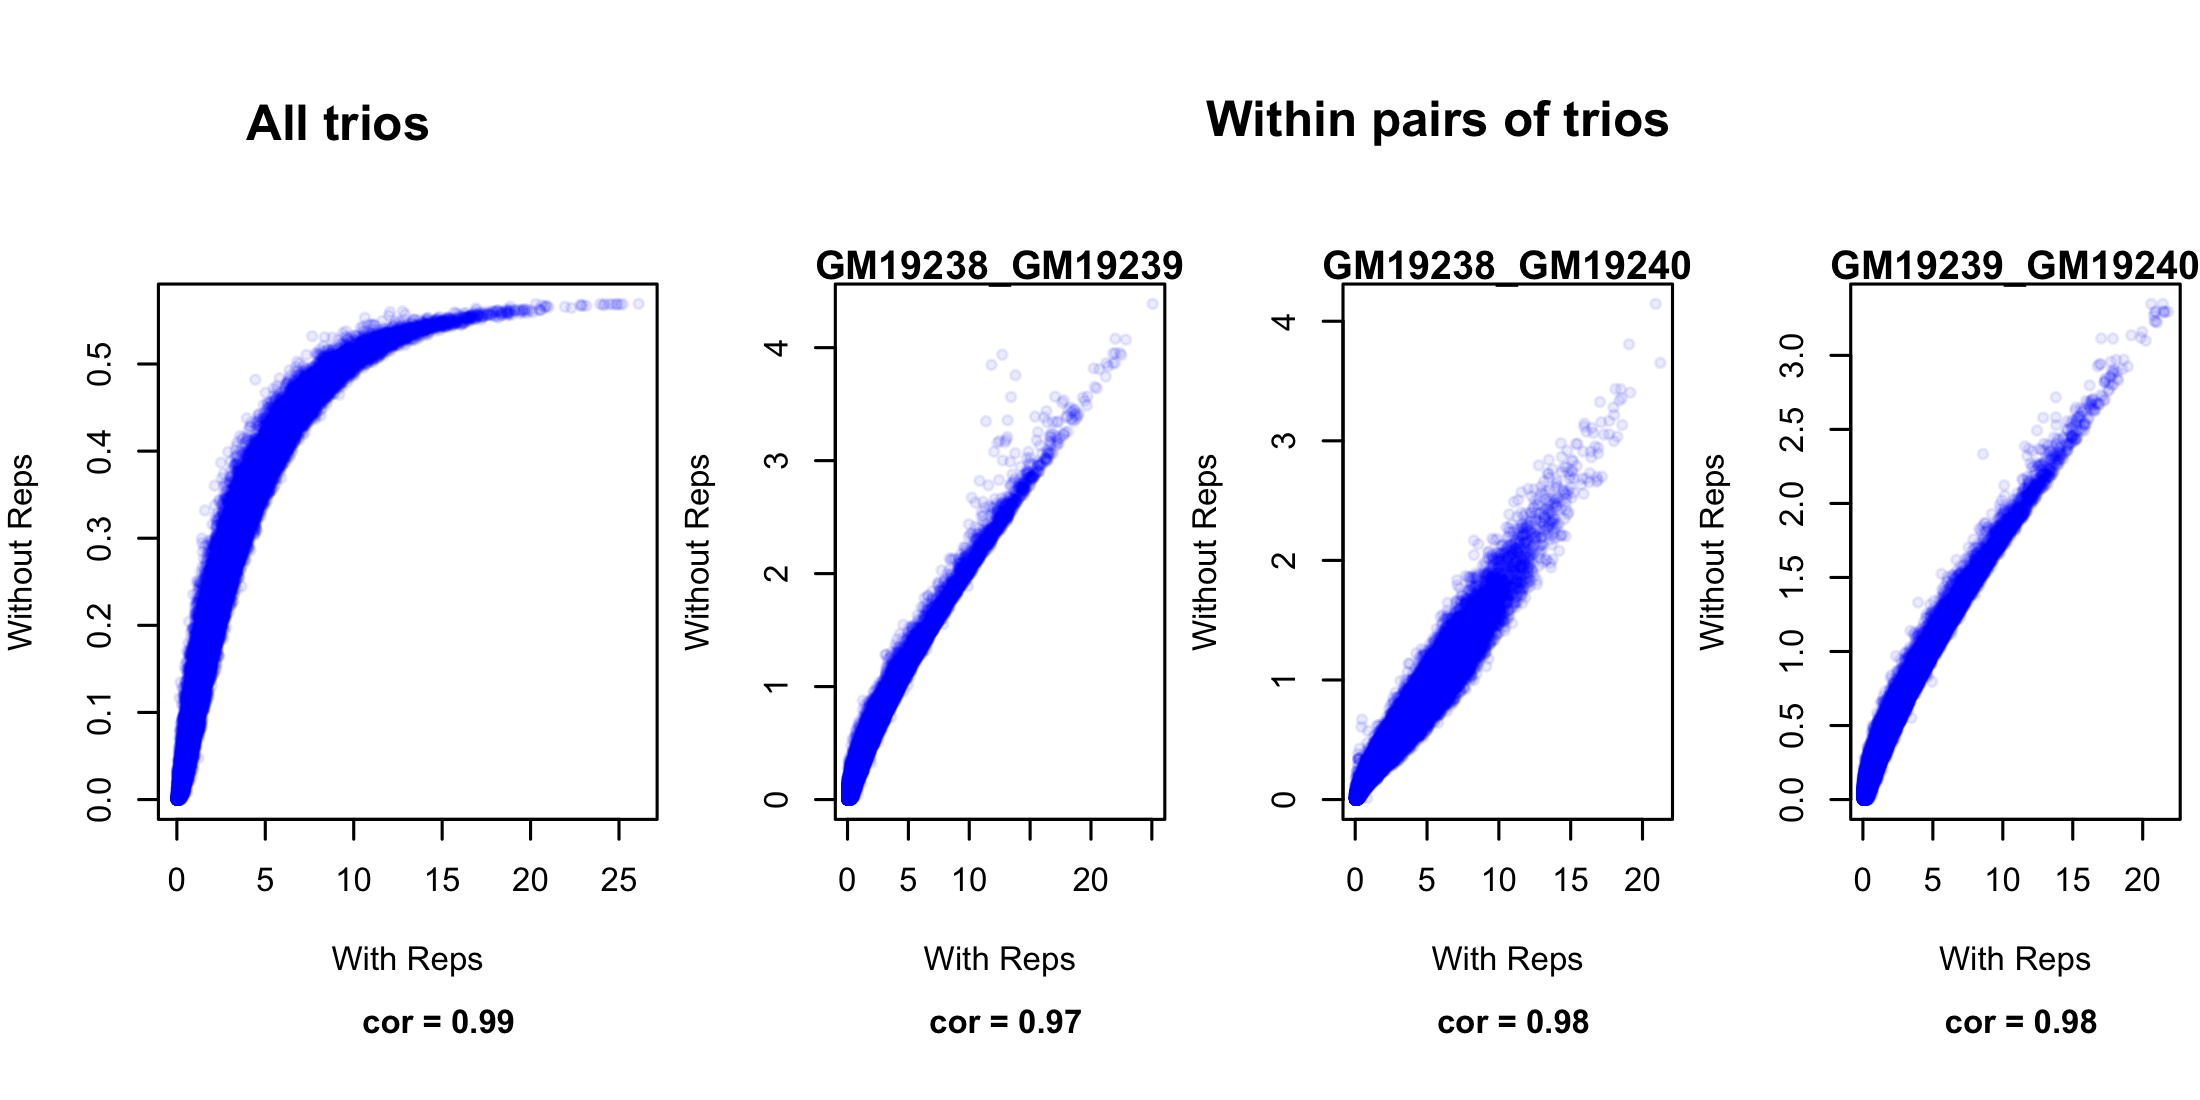 All trios
Within pairs of trios
GM19238_GM19239
GM19238_GM19240
GM19239_GM19240
Without Reps
0.0 0.1 0.2 0.3 0.4 0.5
0 5 10 15 20 25
With Reps
cor = 0.99
Without Reps
0 1 2 3 4
0 5 10 20
With Reps
cor = 0.97
Without Reps
0 1 2 3 4
0 5 10 15 20
With Reps
cor = 0.98
Without Reps
0.0 0.5 1.0 1.5 2.0 2.5 3.0
0 5 10 15 20
With Reps
cor = 0.98